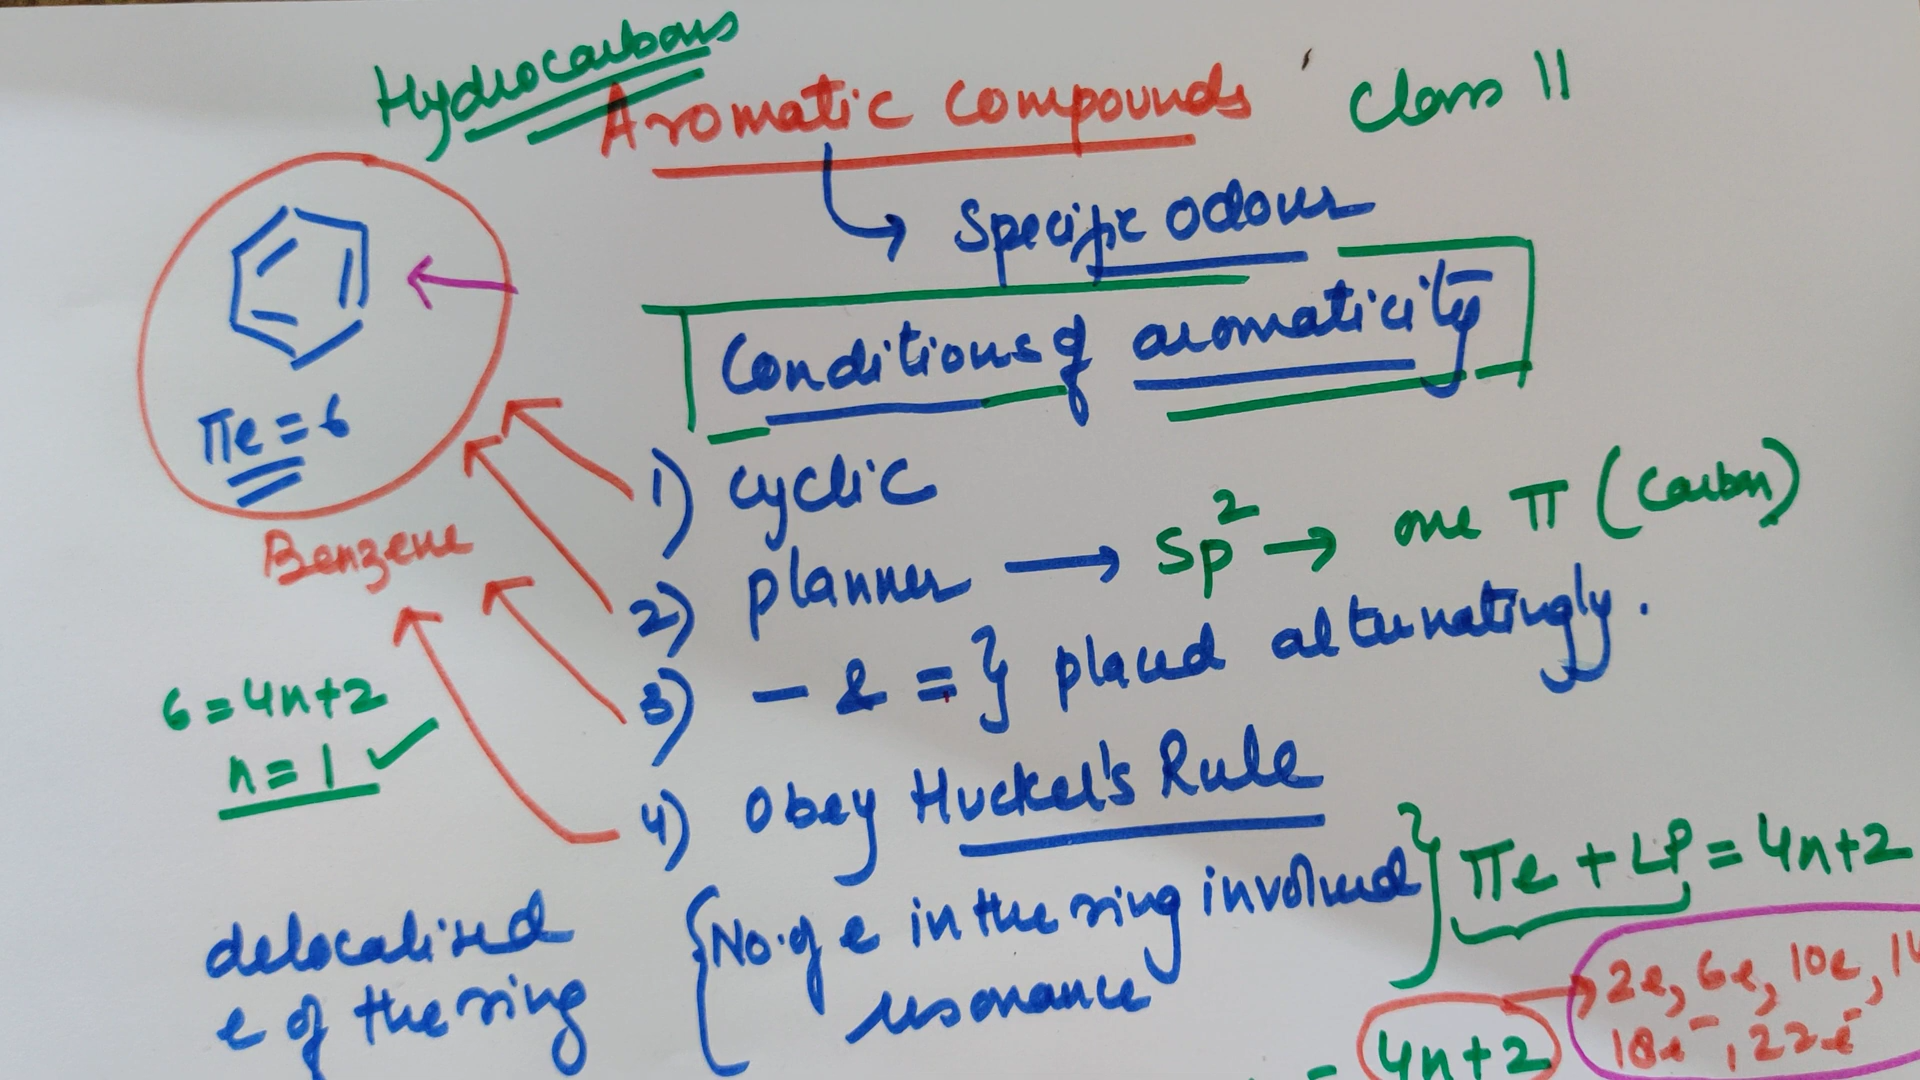 Hydrocarbons
Aromatic compounds
Class 11
Specific odour
Conditions of aromaticity
πe = 6
Benzene
1) cyclic
2) planner → sp² → one π (carbon)
3) – & = } placed alternatingly.
6 = 4n+2
n = 1 ✓
4) Obey Huckel's Rule
{ No. of e in the ring involved } πe + LP = 4n+2
resonance
delocalised
e of the ring
2e, 6e, 10e,
18e⁻, 22e⁻
= 4n+2